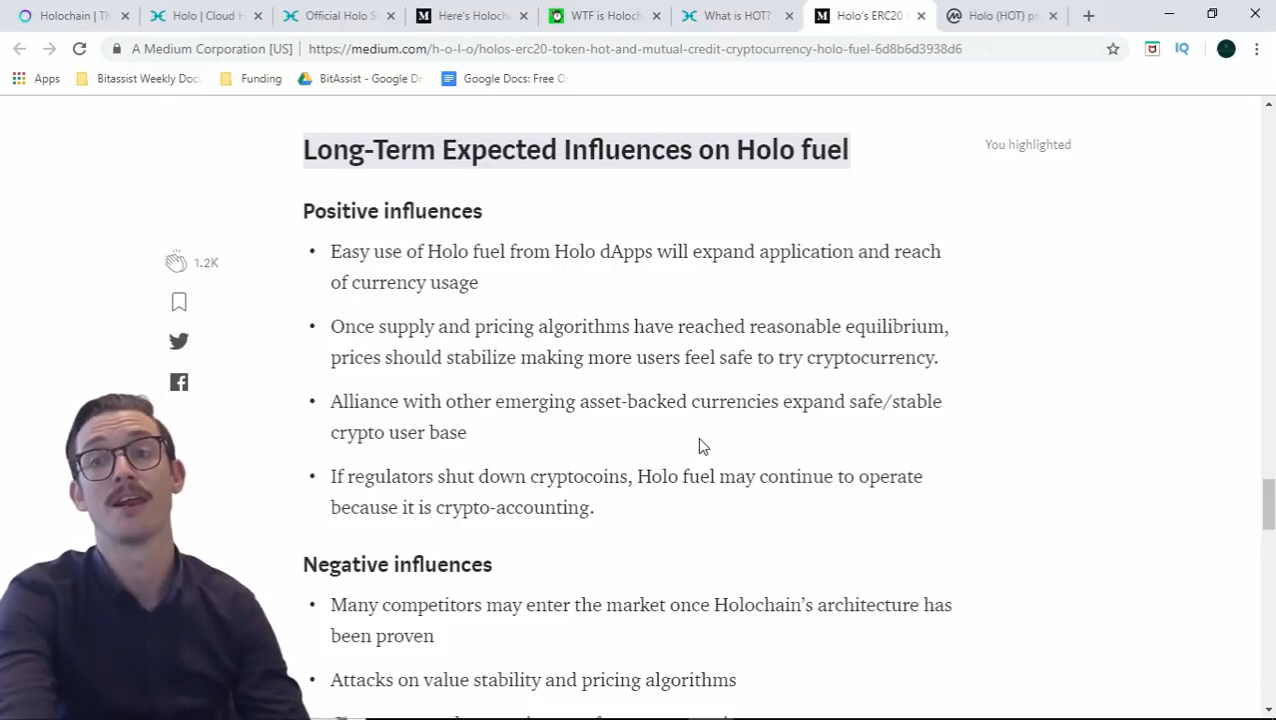 Holochain | Th
Holo | Cloud H
Official Holo S
Here's Holoch
WTF is Holoch
What is HOT?
Holo's ERC20
Holo (HOT) pr
A Medium Corporation [US]
https://medium.com/h-o-l-o/holos-erc20-token-hot-and-mutual-credit-cryptocurrency-holo-fuel-6d8b6d3938d6
IQ
Apps
Bitassist Weekly Doc
Funding
BitAssist - Google Dr
Google Docs: Free O
Long-Term Expected Influences on Holo fuel
You highlighted
Positive influences
• Easy use of Holo fuel from Holo dApps will expand application and reach
of currency usage
1.2K
• Once supply and pricing algorithms have reached reasonable equilibrium,
prices should stabilize making more users feel safe to try cryptocurrency.
• Alliance with other emerging asset-backed currencies expand safe/stable
crypto user base
• If regulators shut down cryptocoins, Holo fuel may continue to operate
because it is crypto-accounting.
Negative influences
• Many competitors may enter the market once Holochain's architecture has
been proven
• Attacks on value stability and pricing algorithms